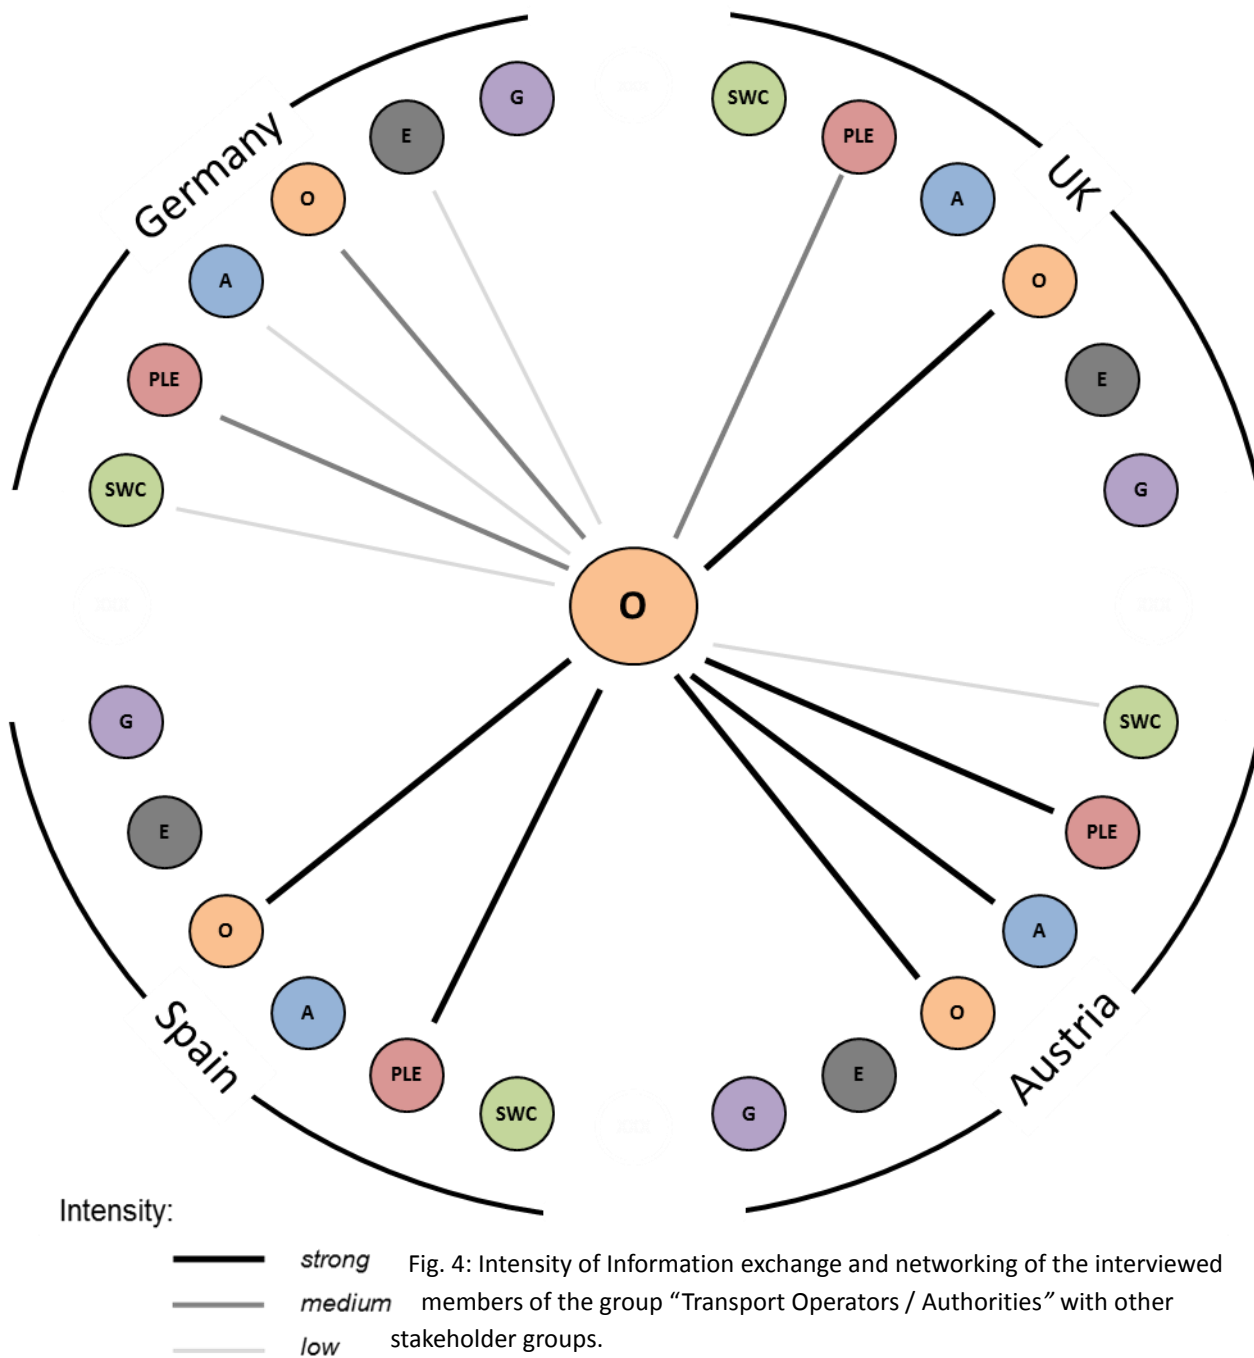 Germany
G
E
O
A
PLE
SWC
UK
SWC
PLE
A
O
E
G
O
Spain
G
E
O
A
PLE
SWC
Austria
SWC
PLE
A
O
E
G
Intensity:
strong
medium
low
Fig. 4: Intensity of Information exchange and networking of the interviewed
members of the group “Transport Operators / Authorities” with other
stakeholder groups.